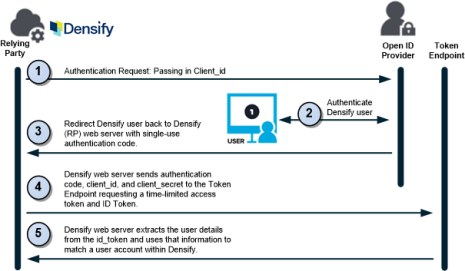 Densify
Relying
Party
Open ID
Provider
Token
Endpoint
1
Authentication Request: Passing in Client_id
1
USER
2
Authenticate
Densify user
3
Redirect Densify user back to Densify
(RP) web server with single-use
authentication code.
4
Densify web server sends authentication
code, client_id, and client_secret to the Token
Endpoint requesting a time-limited access
token and ID Token.
5
Densify web server extracts the user details
from the id_token and uses that information to
match a user account within Densify.